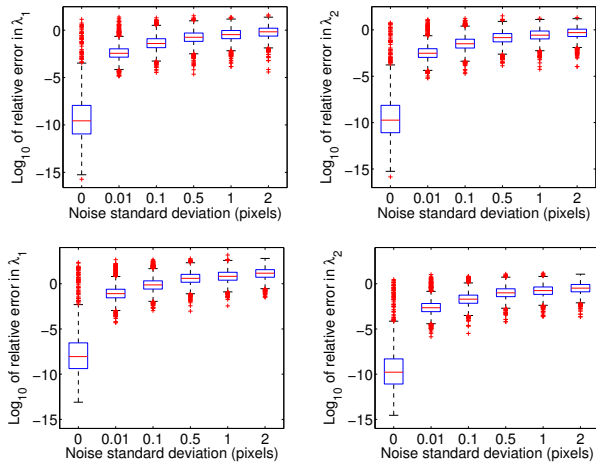 Log10 of relative error in λ1
0
−5
−10
−15
0 0.01 0.1 0.5 1 2
Noise standard deviation (pixels)
Log10 of relative error in λ2
0
−5
−10
−15
0 0.01 0.1 0.5 1 2
Noise standard deviation (pixels)
Log10 of relative error in λ1
0
−5
−10
−15
0 0.01 0.1 0.5 1 2
Noise standard deviation (pixels)
Log10 of relative error in λ2
0
−5
−10
−15
0 0.01 0.1 0.5 1 2
Noise standard deviation (pixels)